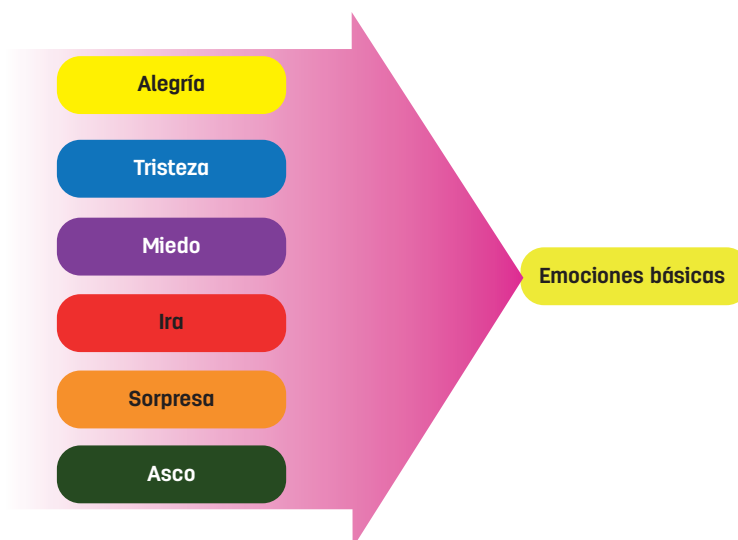 Alegría
Tristeza
Miedo
Ira
Sorpresa
Asco
Emociones básicas